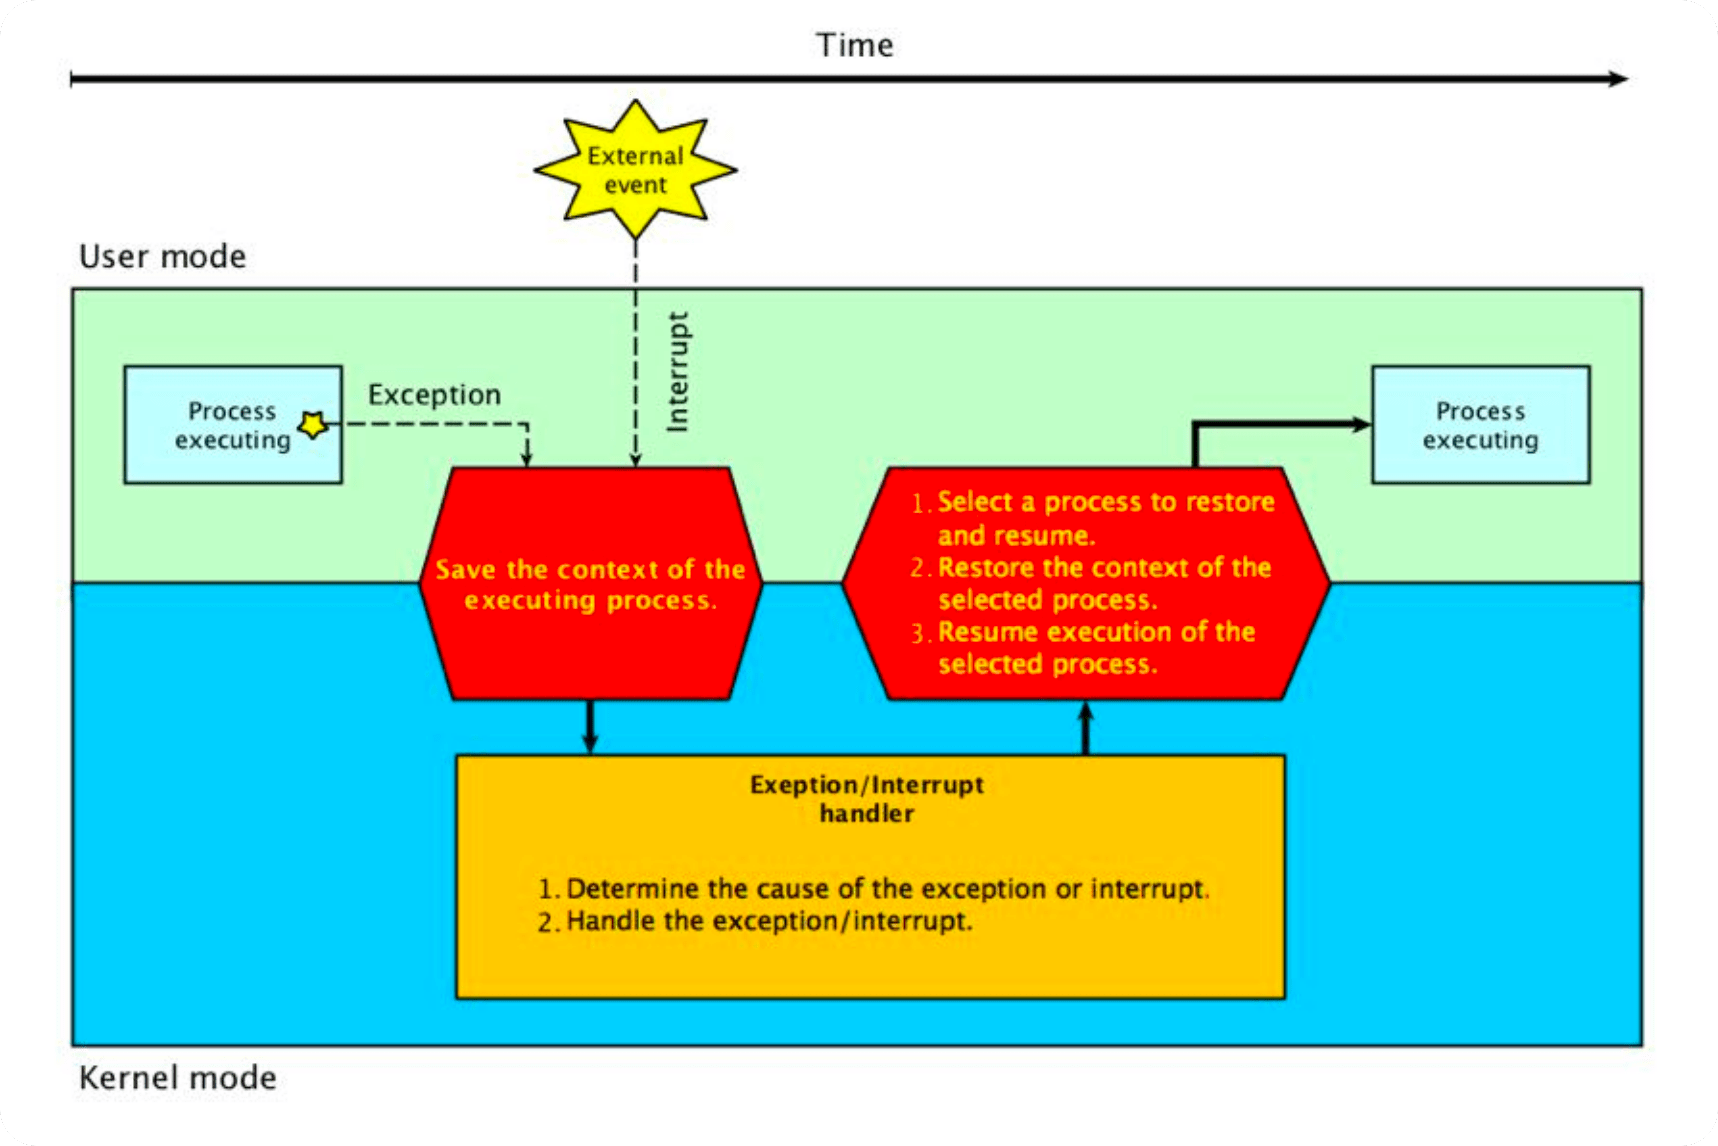 Time
External
event
User mode
Interrupt
Exception
Process
executing
Process
executing
Save the context of the
executing process.
1. Select a process to restore
and resume.
2. Restore the context of the
selected process.
3. Resume execution of the
selected process.
Exeption/Interrupt
handler
1. Determine the cause of the exception or interrupt.
2. Handle the exception/interrupt.
Kernel mode